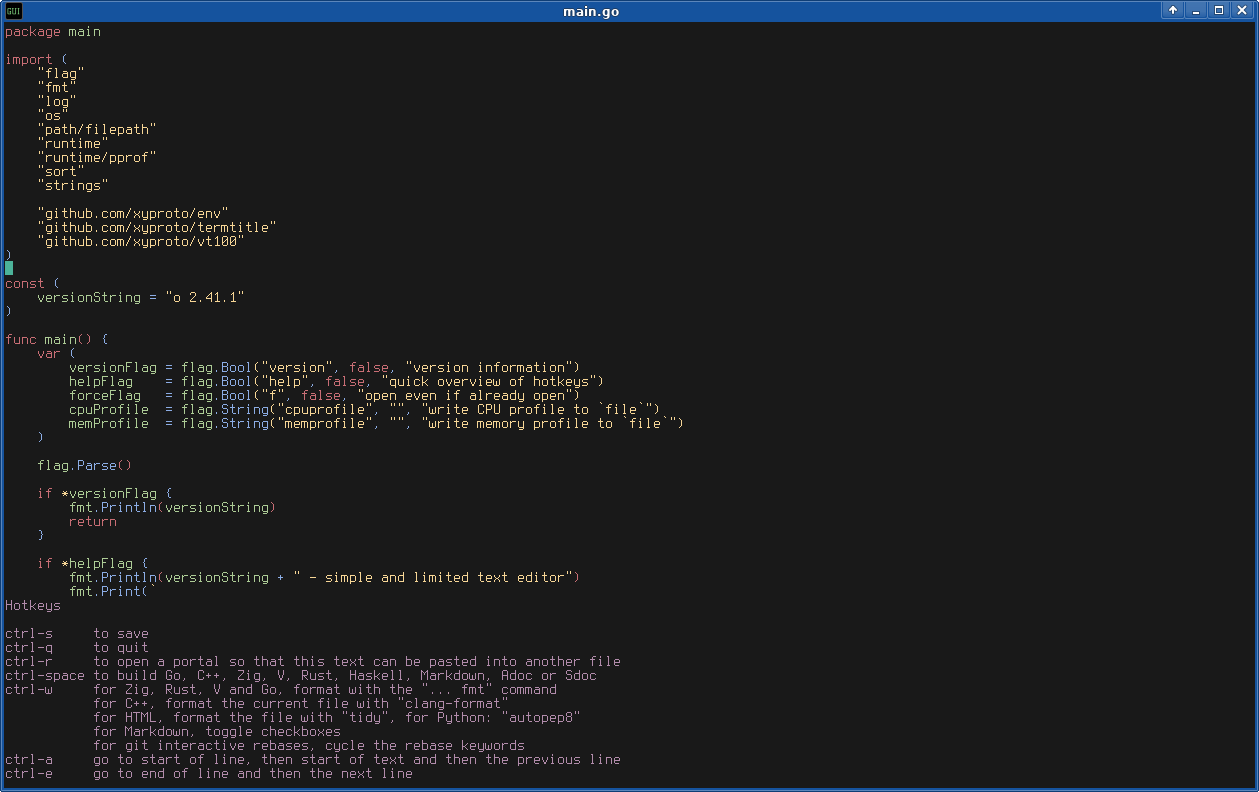 GUI
main.go
package main

import (
    "flag"
    "fmt"
    "log"
    "os"
    "path/filepath"
    "runtime"
    "runtime/pprof"
    "sort"
    "strings"

    "github.com/xyproto/env"
    "github.com/xyproto/termtitle"
    "github.com/xyproto/vt100"
)

const (
    versionString = "o 2.41.1"
)

func main() {
    var (
        versionFlag = flag.Bool("version", false, "version information")
        helpFlag    = flag.Bool("help", false, "quick overview of hotkeys")
        forceFlag   = flag.Bool("f", false, "open even if already open")
        cpuProfile  = flag.String("cpuprofile", "", "write CPU profile to `file`")
        memProfile  = flag.String("memprofile", "", "write memory profile to `file`")
    )

    flag.Parse()

    if *versionFlag {
        fmt.Println(versionString)
        return
    }

    if *helpFlag {
        fmt.Println(versionString + " - simple and limited text editor")
        fmt.Print(`
Hotkeys

ctrl-s     to save
ctrl-q     to quit
ctrl-r     to open a portal so that this text can be pasted into another file
ctrl-space to build Go, C++, Zig, V, Rust, Haskell, Markdown, Adoc or Sdoc
ctrl-w     for Zig, Rust, V and Go, format with the "... fmt" command
           for C++, format the current file with "clang-format"
           for HTML, format the file with "tidy", for Python: "autopep8"
           for Markdown, toggle checkboxes
           for git interactive rebases, cycle the rebase keywords
ctrl-a     go to start of line, then start of text and then the previous line
ctrl-e     go to end of line and then the next line